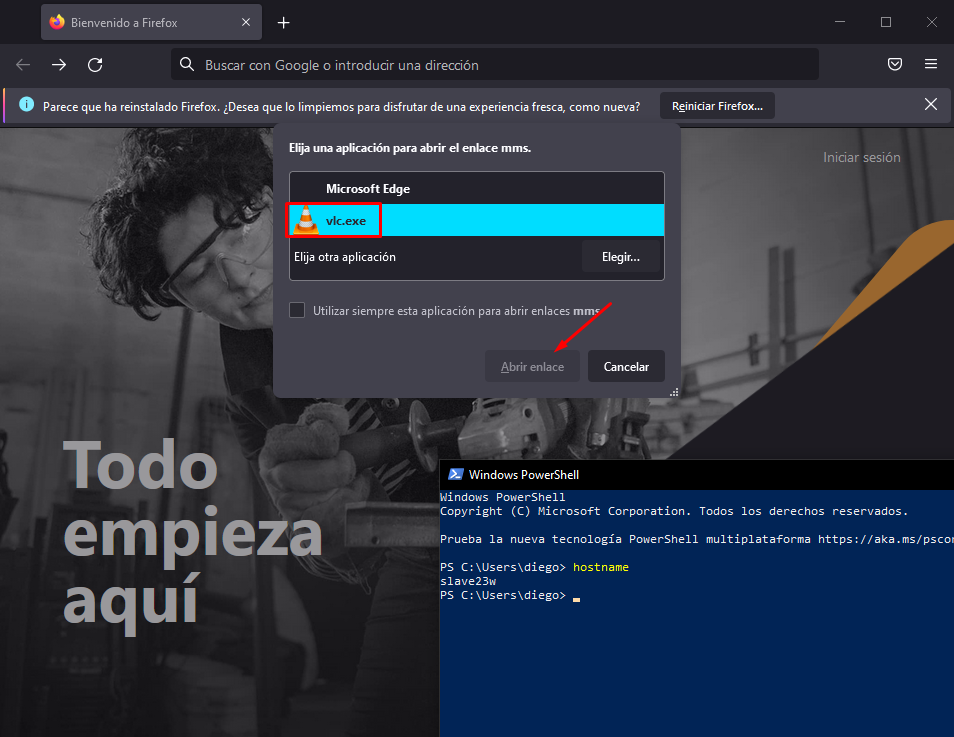 Bienvenido a Firefox
Buscar con Google o introducir una dirección
Parece que ha reinstalado Firefox. ¿Desea que lo limpiemos para disfrutar de una experiencia fresca, como nueva?
Reiniciar Firefox...
Elija una aplicación para abrir el enlace mms.
Iniciar sesión
Microsoft Edge
vlc.exe
Elija otra aplicación
Elegir...
Utilizar siempre esta aplicación para abrir enlaces mms
Abrir enlace
Cancelar
Todo
empieza
aquí
Windows PowerShell
Windows PowerShell
Copyright (C) Microsoft Corporation. Todos los derechos reservados.
Prueba la nueva tecnología PowerShell multiplataforma https://aka.ms/pscor
PS C:\Users\diego> hostname
slave23w
PS C:\Users\diego>